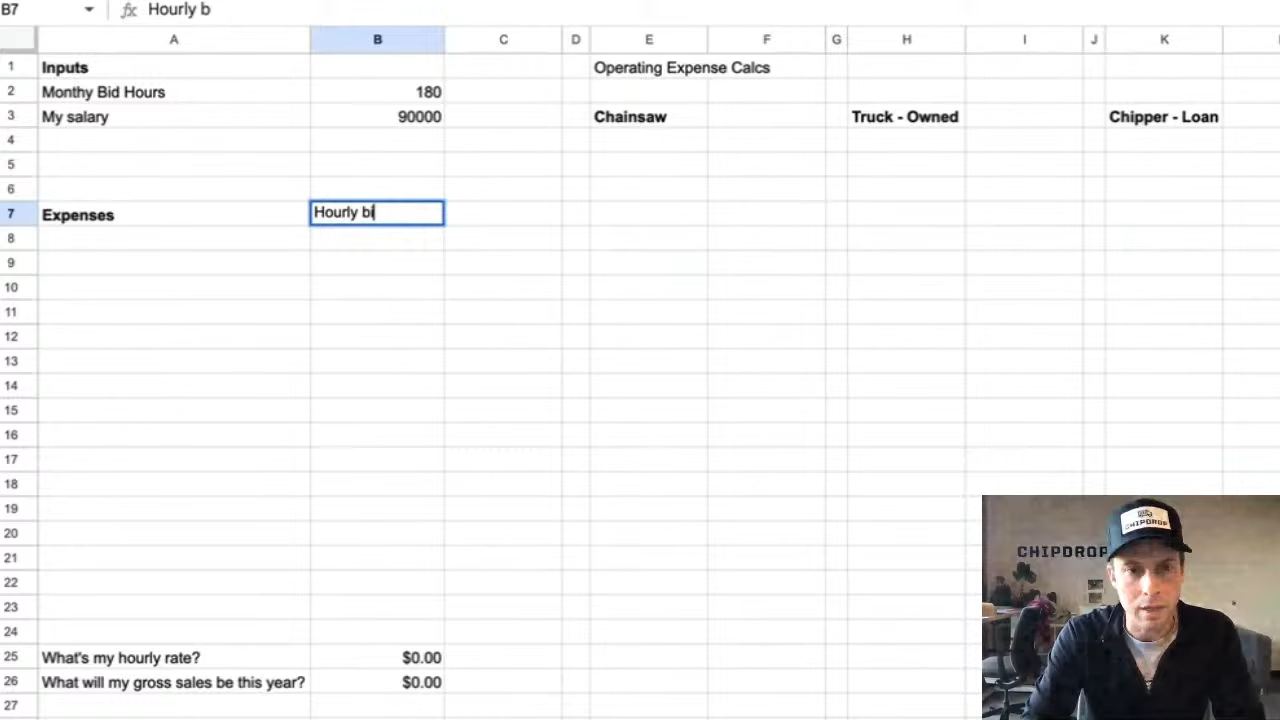 B7 fx Hourly b
A B C D E F G H I J K
1 Inputs Operating Expense Calcs
2 Monthy Bid Hours 180
3 My salary 90000 Chainsaw Truck - Owned Chipper - Loan
4
5
6
7 Expenses Hourly bi
8
9
10
11
12
13
14
15
16
17
18
19
20
21
22
23
24
25 What's my hourly rate? $0.00
26 What will my gross sales be this year? $0.00
27
CHIPDROP
CHIPDROP